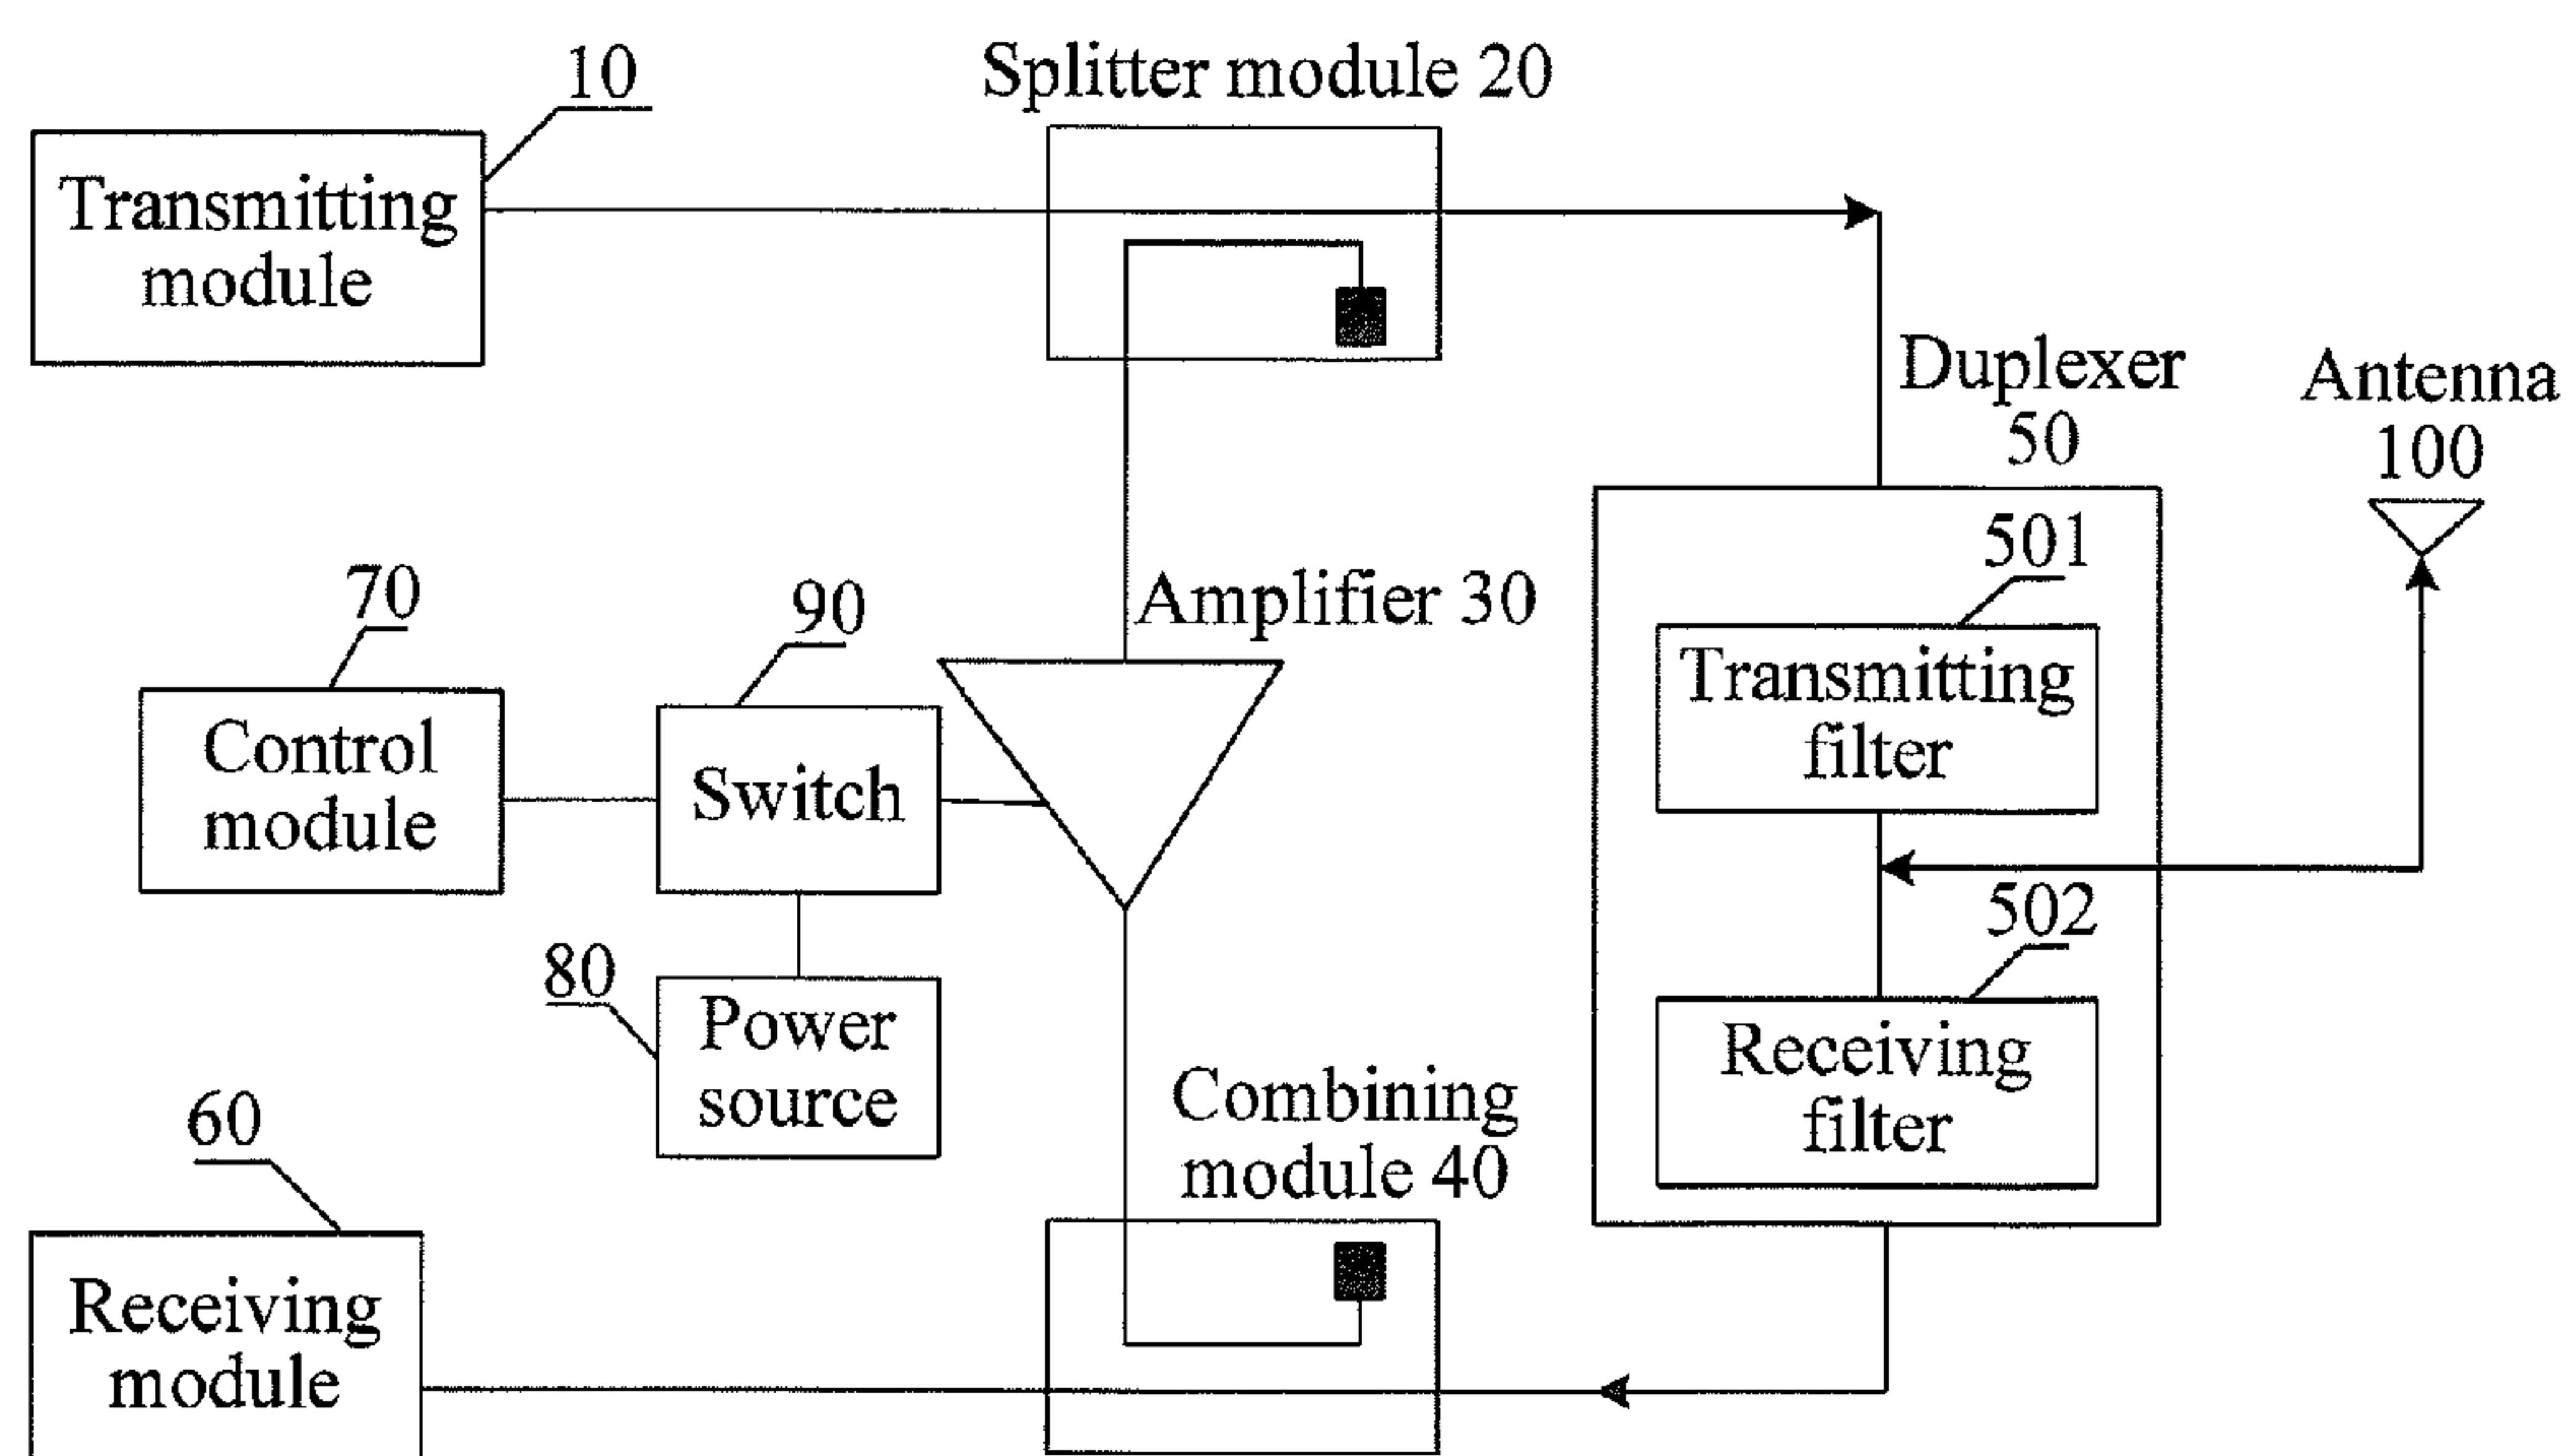 10
Splitter module 20
Transmitting
module
Duplexer
50
Antenna
100
501
70
90
Amplifier 30
Transmitting
filter
Control
module
Switch
502
80
Power
source
Receiving
filter
Combining
module 40
60
Receiving
module